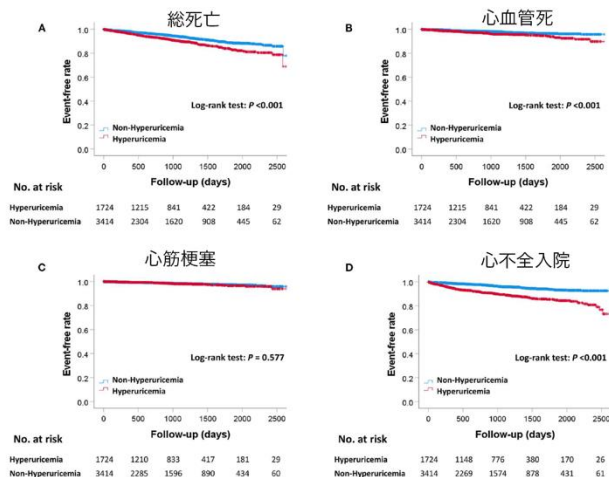 A
総死亡
Event-free rate
1.0
0.8
0.6
0.4
0.2
0.0
Log-rank test: P <0.001
Non-Hyperuricemia
Hyperuricemia
0 500 1000 1500 2000 2500
Follow-up (days)
No. at risk
Hyperuricemia 1724 1215 841 422 184 29
Non-Hyperuricemia 3414 2304 1620 908 445 62
B
心血管死
Event-free rate
1.0
0.8
0.6
0.4
0.2
0.0
Log-rank test: P <0.001
Non-Hyperuricemia
Hyperuricemia
0 500 1000 1500 2000 2500
Follow-up (days)
No. at risk
Hyperuricemia 1724 1215 841 422 184 29
Non-Hyperuricemia 3414 2304 1620 908 445 62
C
心筋梗塞
Event-free rate
1.0
0.8
0.6
0.4
0.2
0.0
Log-rank test: P = 0.577
Non-Hyperuricemia
Hyperuricemia
0 500 1000 1500 2000 2500
Follow-up (days)
No. at risk
Hyperuricemia 1724 1210 833 417 181 29
Non-Hyperuricemia 3414 2285 1596 890 434 60
D
心不全入院
Event-free rate
1.0
0.8
0.6
0.4
0.2
0.0
Log-rank test: P <0.001
Non-Hyperuricemia
Hyperuricemia
0 500 1000 1500 2000 2500
Follow-up (days)
No. at risk
Hyperuricemia 1724 1148 776 380 170 26
Non-Hyperuricemia 3414 2269 1574 878 431 61